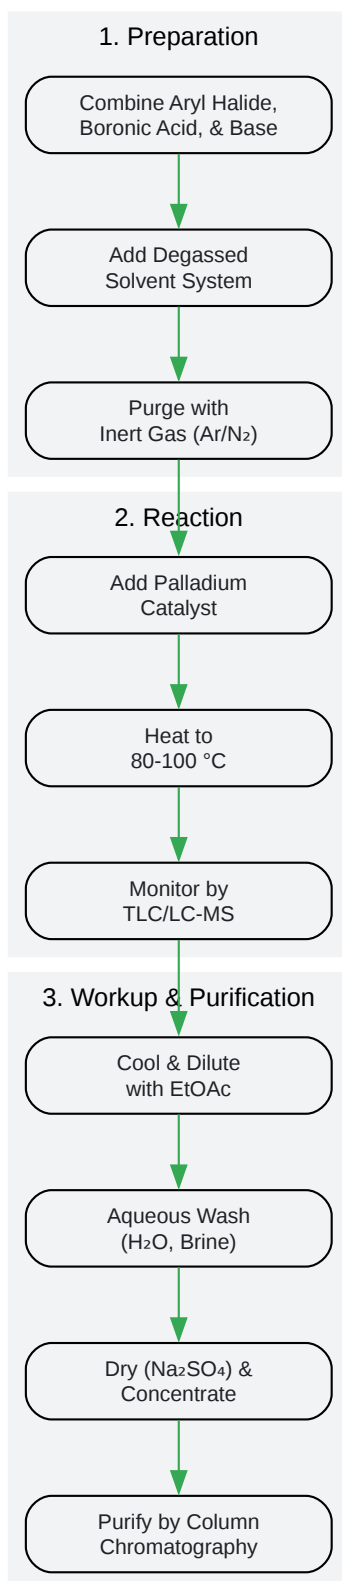 1. Preparation
Combine Aryl Halide,
Boronic Acid, & Base
Add Degassed
Solvent System
Purge with
Inert Gas (Ar/N₂)
2. Reaction
Add Palladium
Catalyst
Heat to
80-100 °C
Monitor by
TLC/LC-MS
3. Workup & Purification
Cool & Dilute
with EtOAc
Aqueous Wash
(H₂O, Brine)
Dry (Na₂SO₄) &
Concentrate
Purify by Column
Chromatography